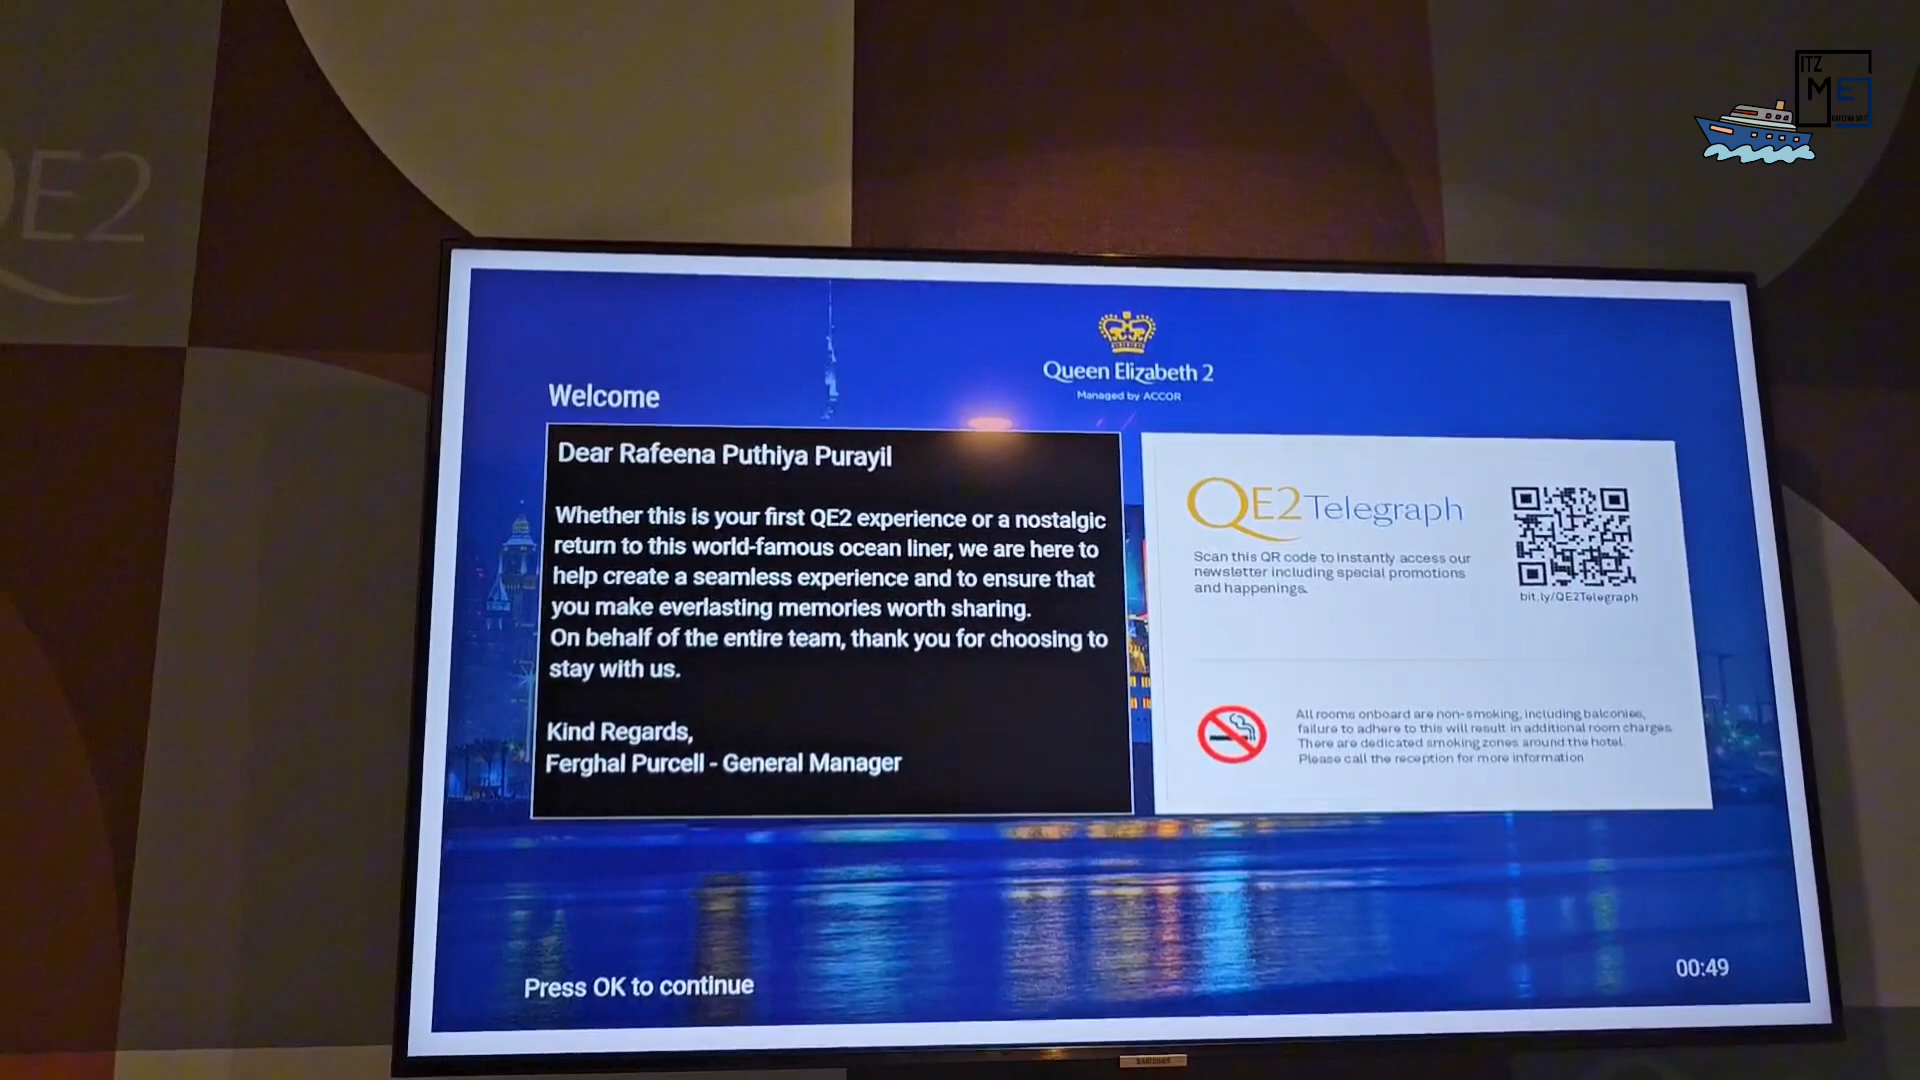 ITZ
ME
QE2
Queen Elizabeth 2
Managed by ACCOR
Welcome
Dear Rafeena Puthiya Purayil
Whether this is your first QE2 experience or a nostalgic
return to this world-famous ocean liner, we are here to
help create a seamless experience and to ensure that
you make everlasting memories worth sharing.
On behalf of the entire team, thank you for choosing to
stay with us.
Kind Regards,
Ferghal Purcell - General Manager
QE2 Telegraph
Scan this QR code to instantly access our
newsletter including special promotions
and happenings.
bit.ly/QE2Telegraph
All rooms onboard are non-smoking, including balconies,
failure to adhere to this will result in additional room charges.
There are dedicated smoking zones around the hotel.
Please call the reception for more information
Press OK to continue
00:49
SAMSUNG